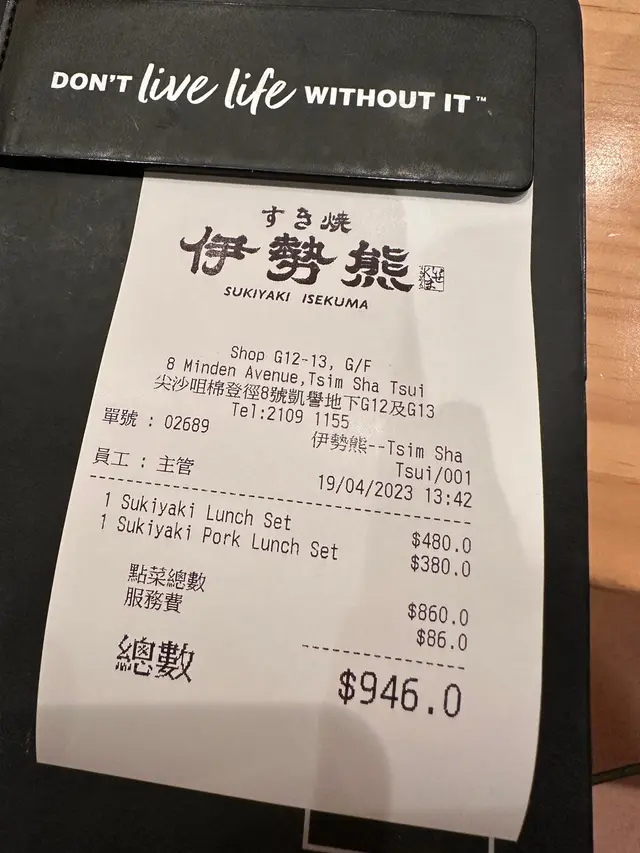 DON'T live life WITHOUT IT™
すき焼
伊勢熊
SUKIYAKI ISEKUMA
Shop G12-13, G/F
8 Minden Avenue,Tsim Sha Tsui
尖沙咀棉登徑8號凱譽地下G12及G13
Tel:2109 1155
單號 : 02689
伊勢熊--Tsim Sha
Tsui/001
員工 : 主管
19/04/2023 13:42
1 Sukiyaki Lunch Set $480.0
1 Sukiyaki Pork Lunch Set $380.0
點菜總數 $860.0
服務費 $86.0
總數 $946.0